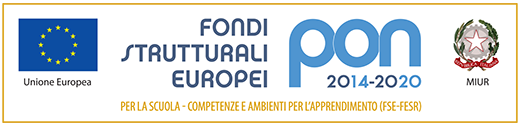 FONDI
STRUTTURALI
EUROPEI
pon
2014-2020
Unione Europea
MIUR
PER LA SCUOLA - COMPETENZE E AMBIENTI PER L'APPRENDIMENTO (FSE-FESR)